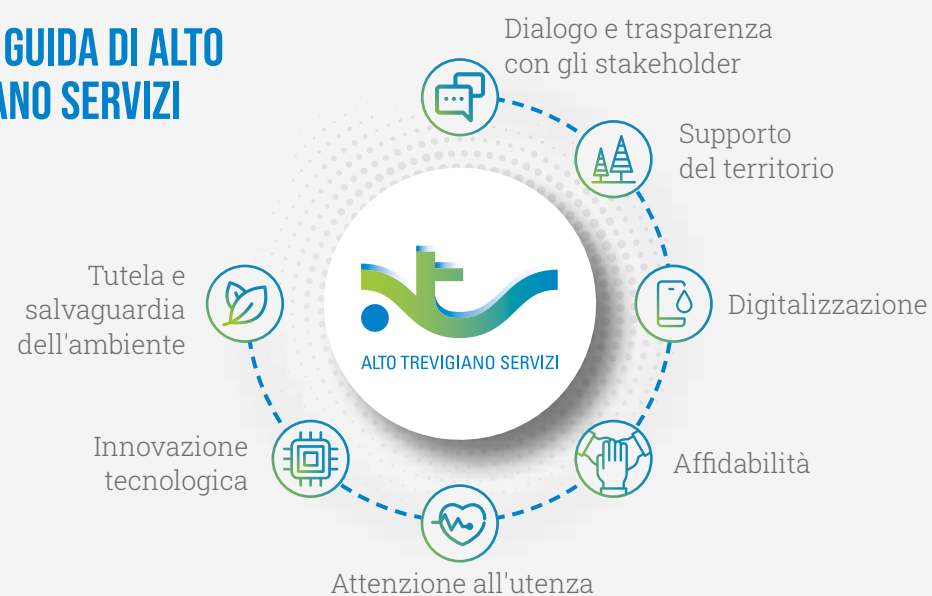 GUIDA DI ALTO
ANO SERVIZI
Dialogo e trasparenza
con gli stakeholder
Supporto
del territorio
Digitalizzazione
Affidabilità
Attenzione all'utenza
Innovazione
tecnologica
Tutela e
salvaguardia
dell'ambiente
ALTO TREVIGIANO SERVIZI